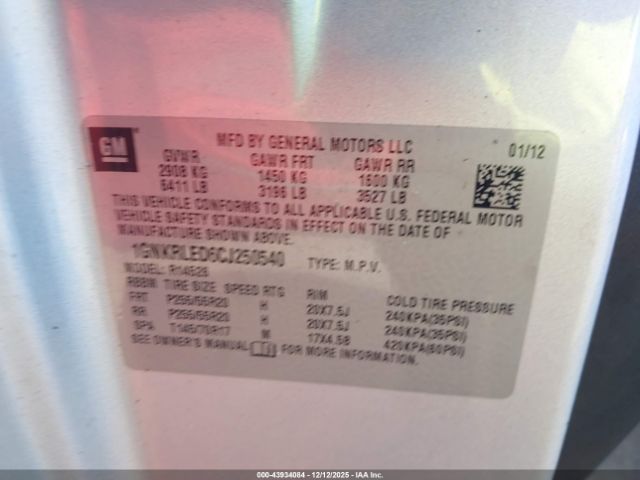 GM
MFD BY GENERAL MOTORS LLC 01/12
GVWR GAWR FRT GAWR RR
2908 KG 1450 KG 1600 KG
6411 LB 3196 LB 3527 LB
THIS VEHICLE CONFORMS TO ALL APPLICABLE U.S. FEDERAL MOTOR
VEHICLE SAFETY STANDARDS IN EFFECT ON THE DATE OF
MANUFACTURE SHOWN ABOVE.
1GNKRLED6CJ250540 TYPE: M.P.V.
MODEL: R14526
RBBM TIRE SIZE SPEED RTG RIM COLD TIRE PRESSURE
FRT P255/55R20 H 20X7.5J 240KPA(35PSI)
RR P255/55R20 H 20X7.5J 240KPA(35PSI)
SPA T145/70R17 M 17X4.5B 420KPA(60PSI)
SEE OWNER'S MANUAL FOR MORE INFORMATION.
000-43934084 - 12/12/2025 - IAA Inc.